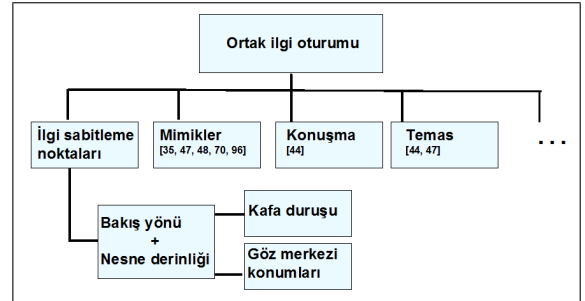 Ortak ilgi oturumu
İlgi sabitleme
noktaları
Mimikler
[35, 47, 48, 70, 96]
Konuşma
[44]
Temas
[44, 47]
...
Bakış yönü
+
Nesne derinliği
Kafa duruşu
Göz merkezi
konumları